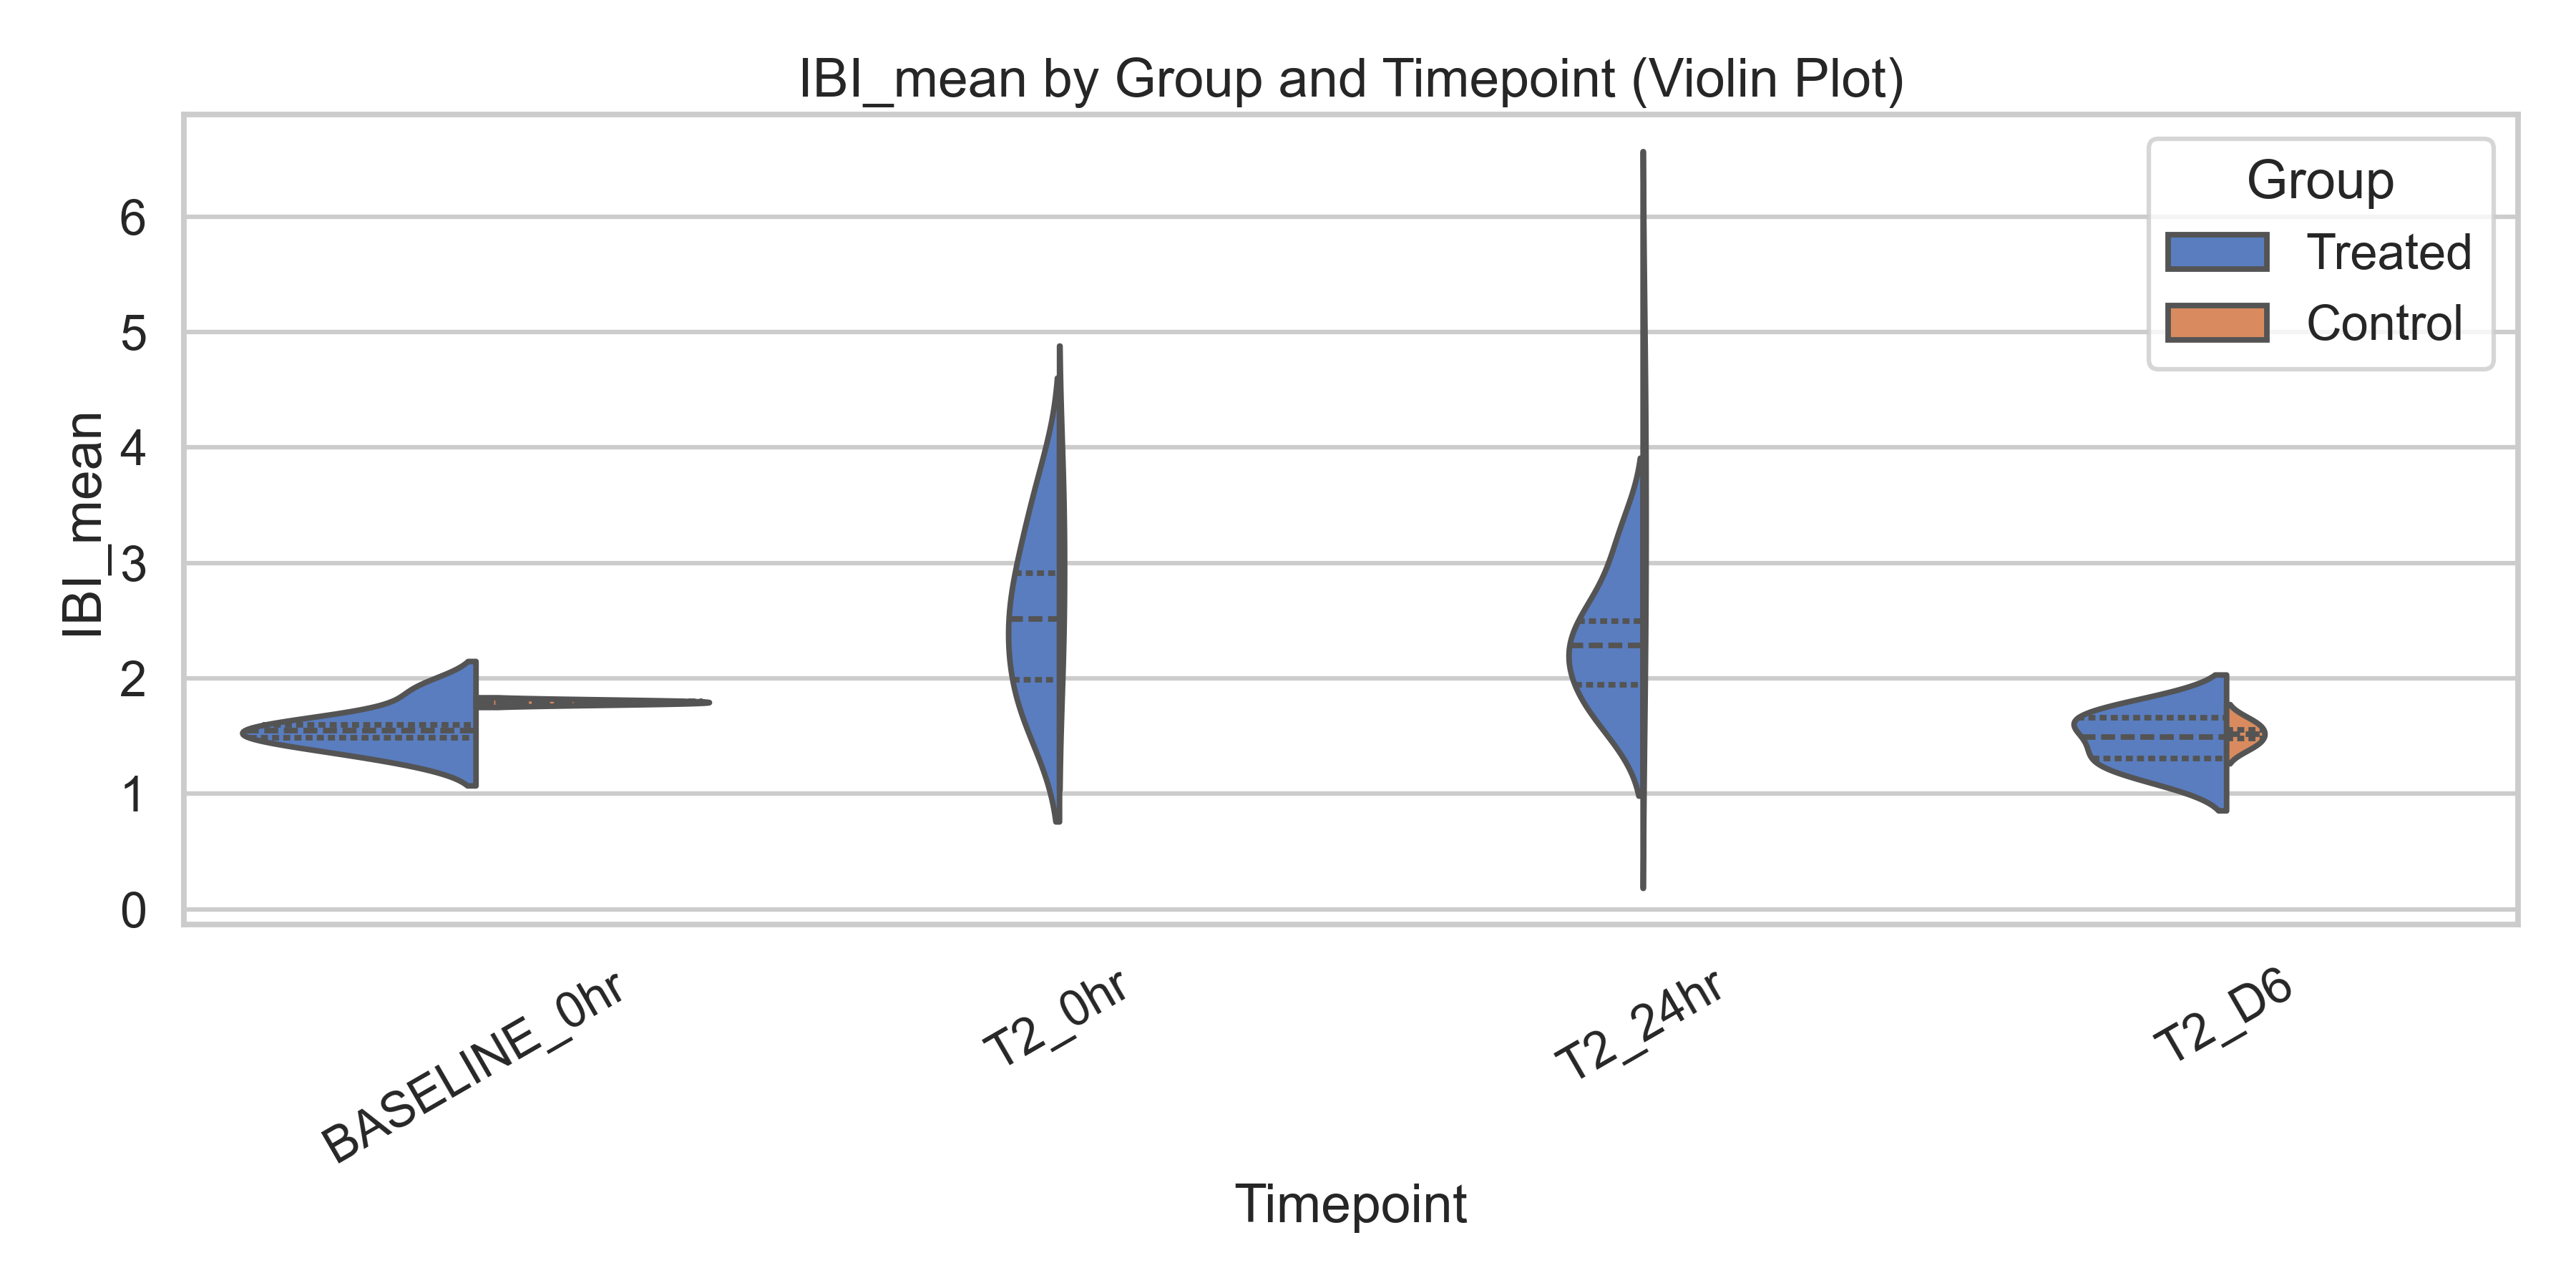 IBI_mean by Group and Timepoint (Violin Plot)
Group
Treated
Control
IBI_mean
6
5
4
3
2
1
0
BASELINE_0hr
T2_0hr
T2_24hr
T2_D6
Timepoint